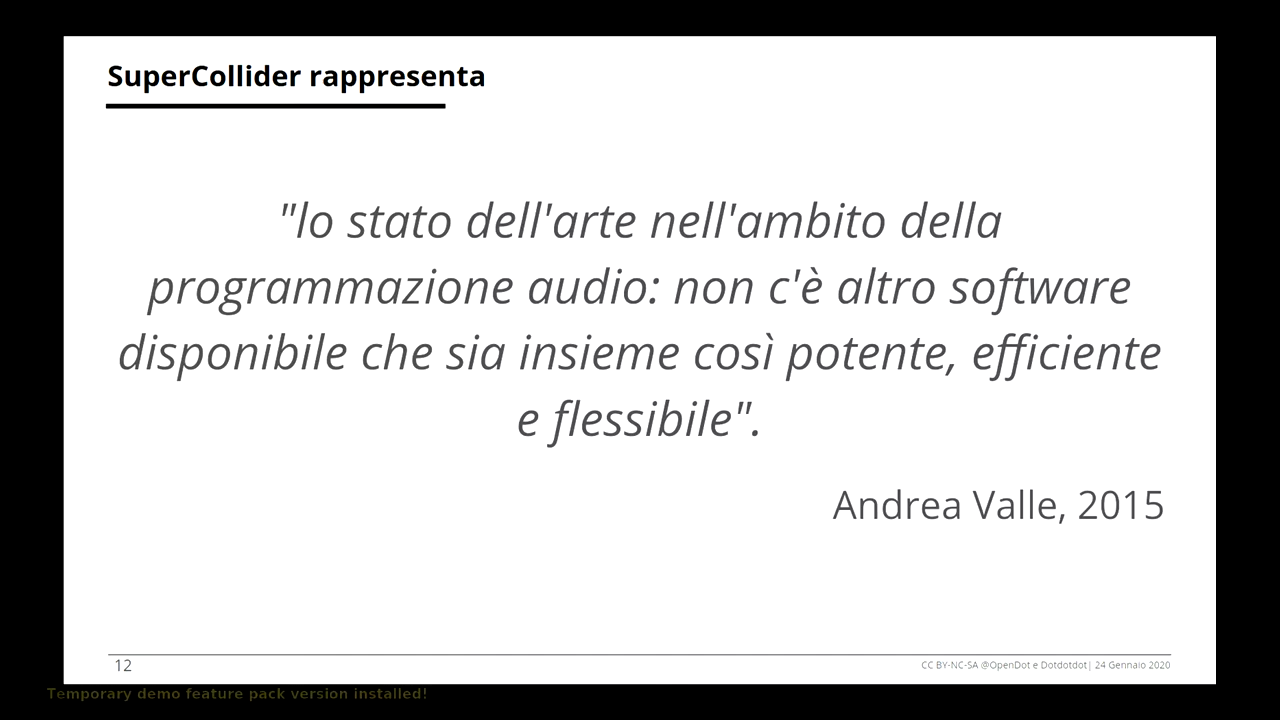 SuperCollider rappresenta
"lo stato dell'arte nell'ambito della
programmazione audio: non c'è altro software
disponibile che sia insieme così potente, efficiente
e flessibile".
Andrea Valle, 2015
12
CC BY-NC-SA @OpenDot e Dotdotdot| 24 Gennaio 2020
Temporary demo feature pack version installed!